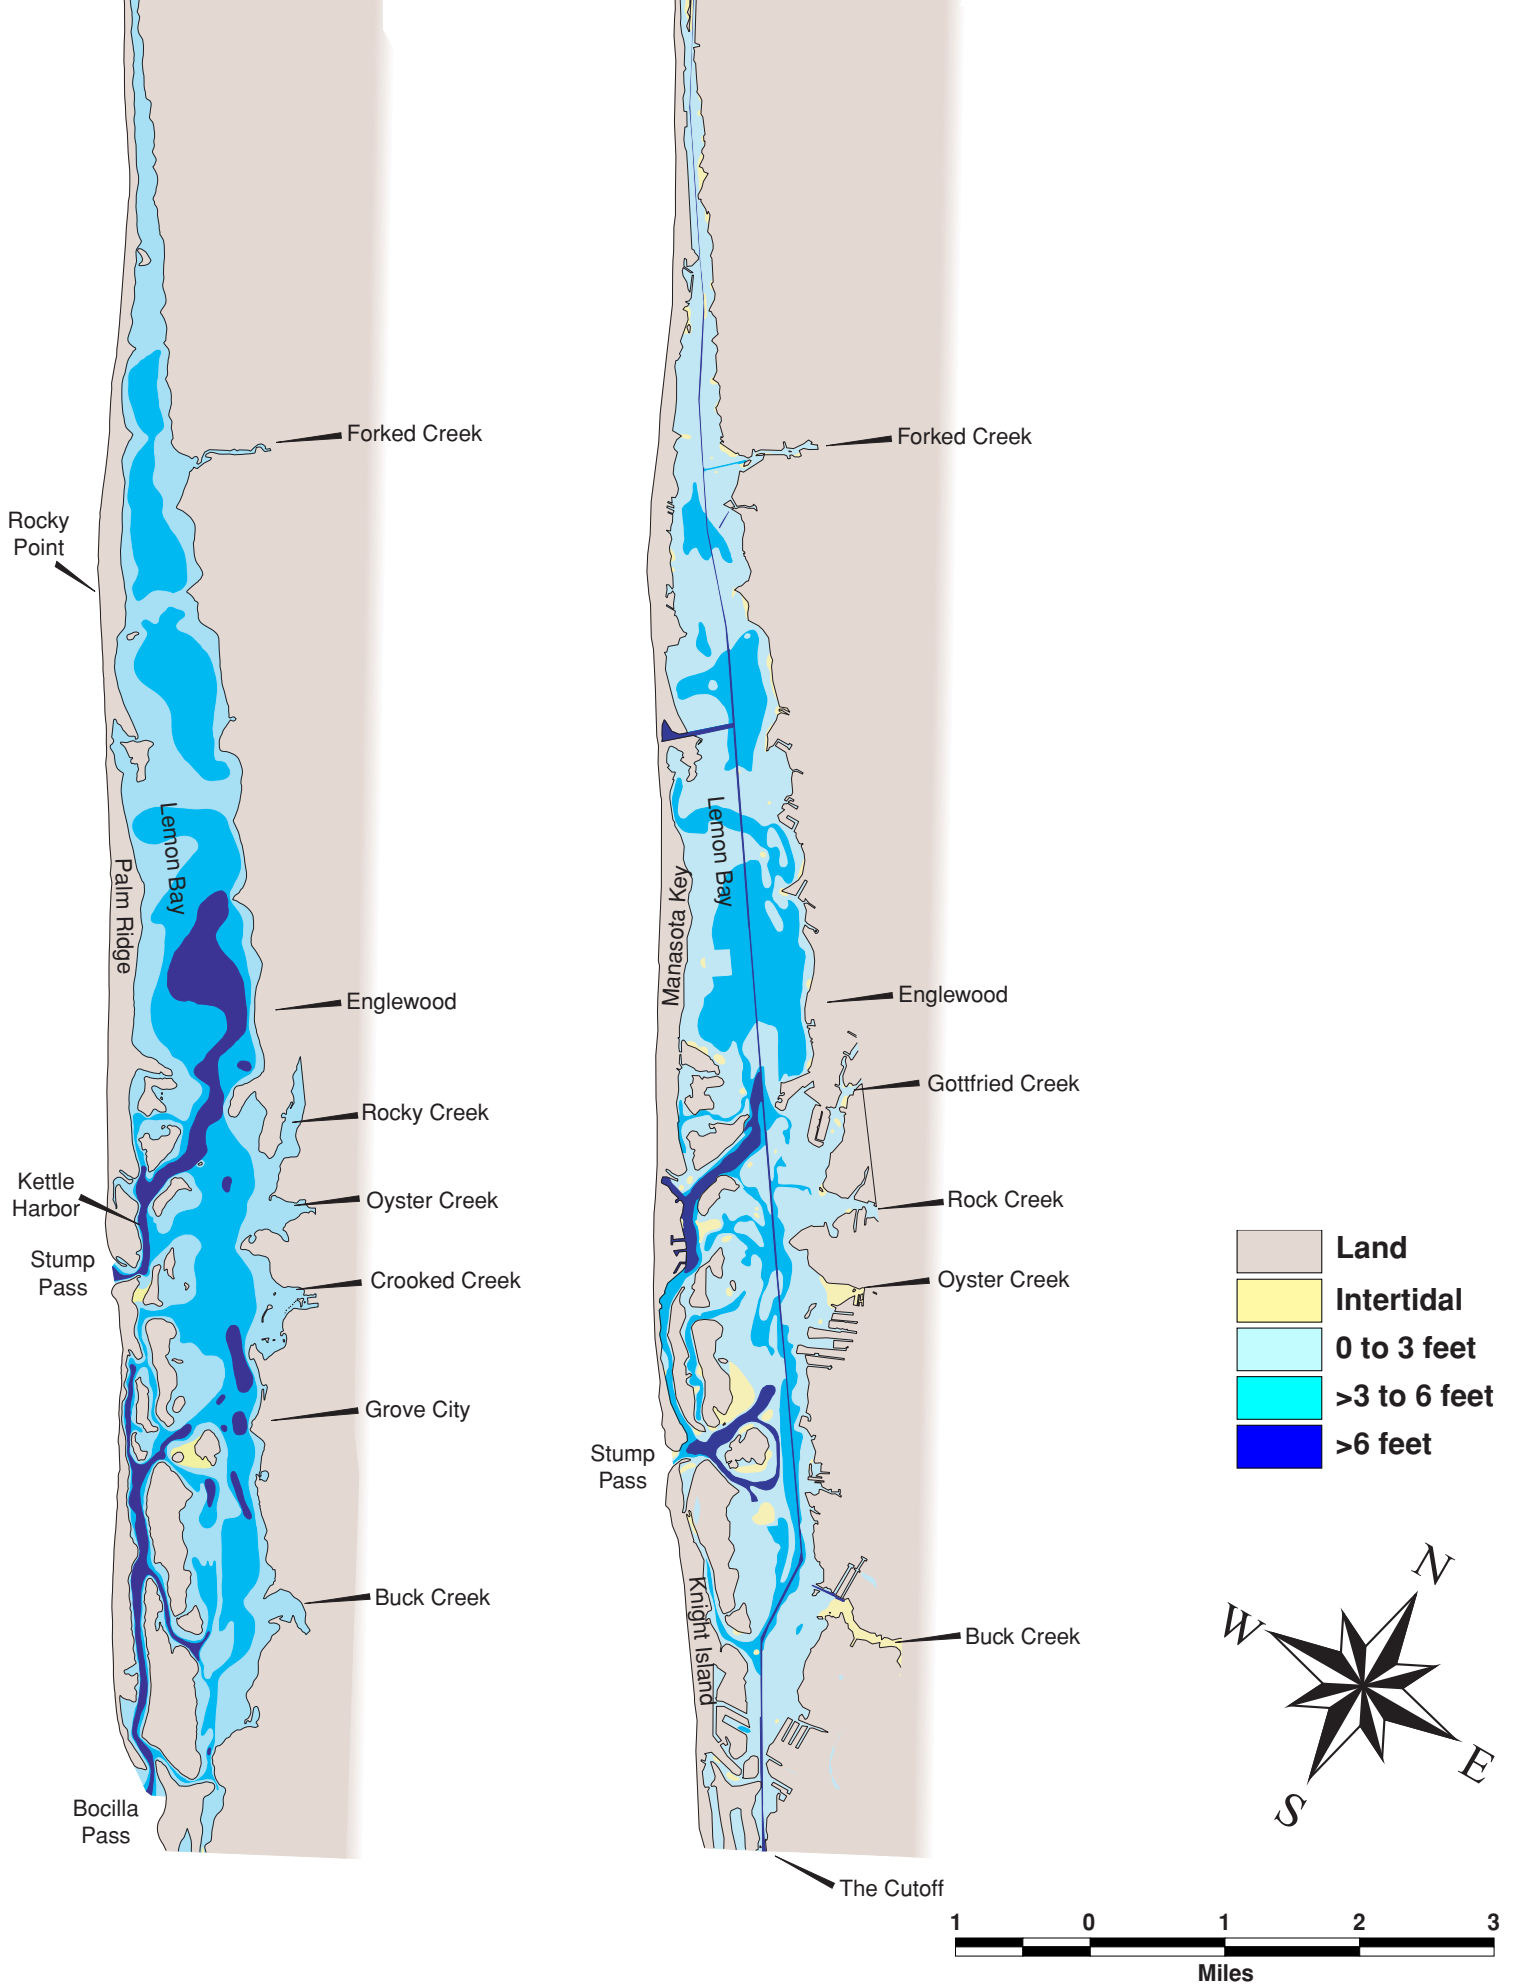 Forked Creek
Rocky
Point
Lemon Bay
Palm Ridge
Englewood
Rocky Creek
Kettle
Harbor
Oyster Creek
Stump
Pass
Crooked Creek
Grove City
Buck Creek
Bocilla
Pass
Forked Creek
Lemon Bay
Manasota Key
Englewood
Gottfried Creek
Rock Creek
Oyster Creek
Stump
Pass
Knight Island
Buck Creek
The Cutoff
Land
Intertidal
0 to 3 feet
>3 to 6 feet
>6 feet
N
W
E
S
1 0 1 2 3
Miles